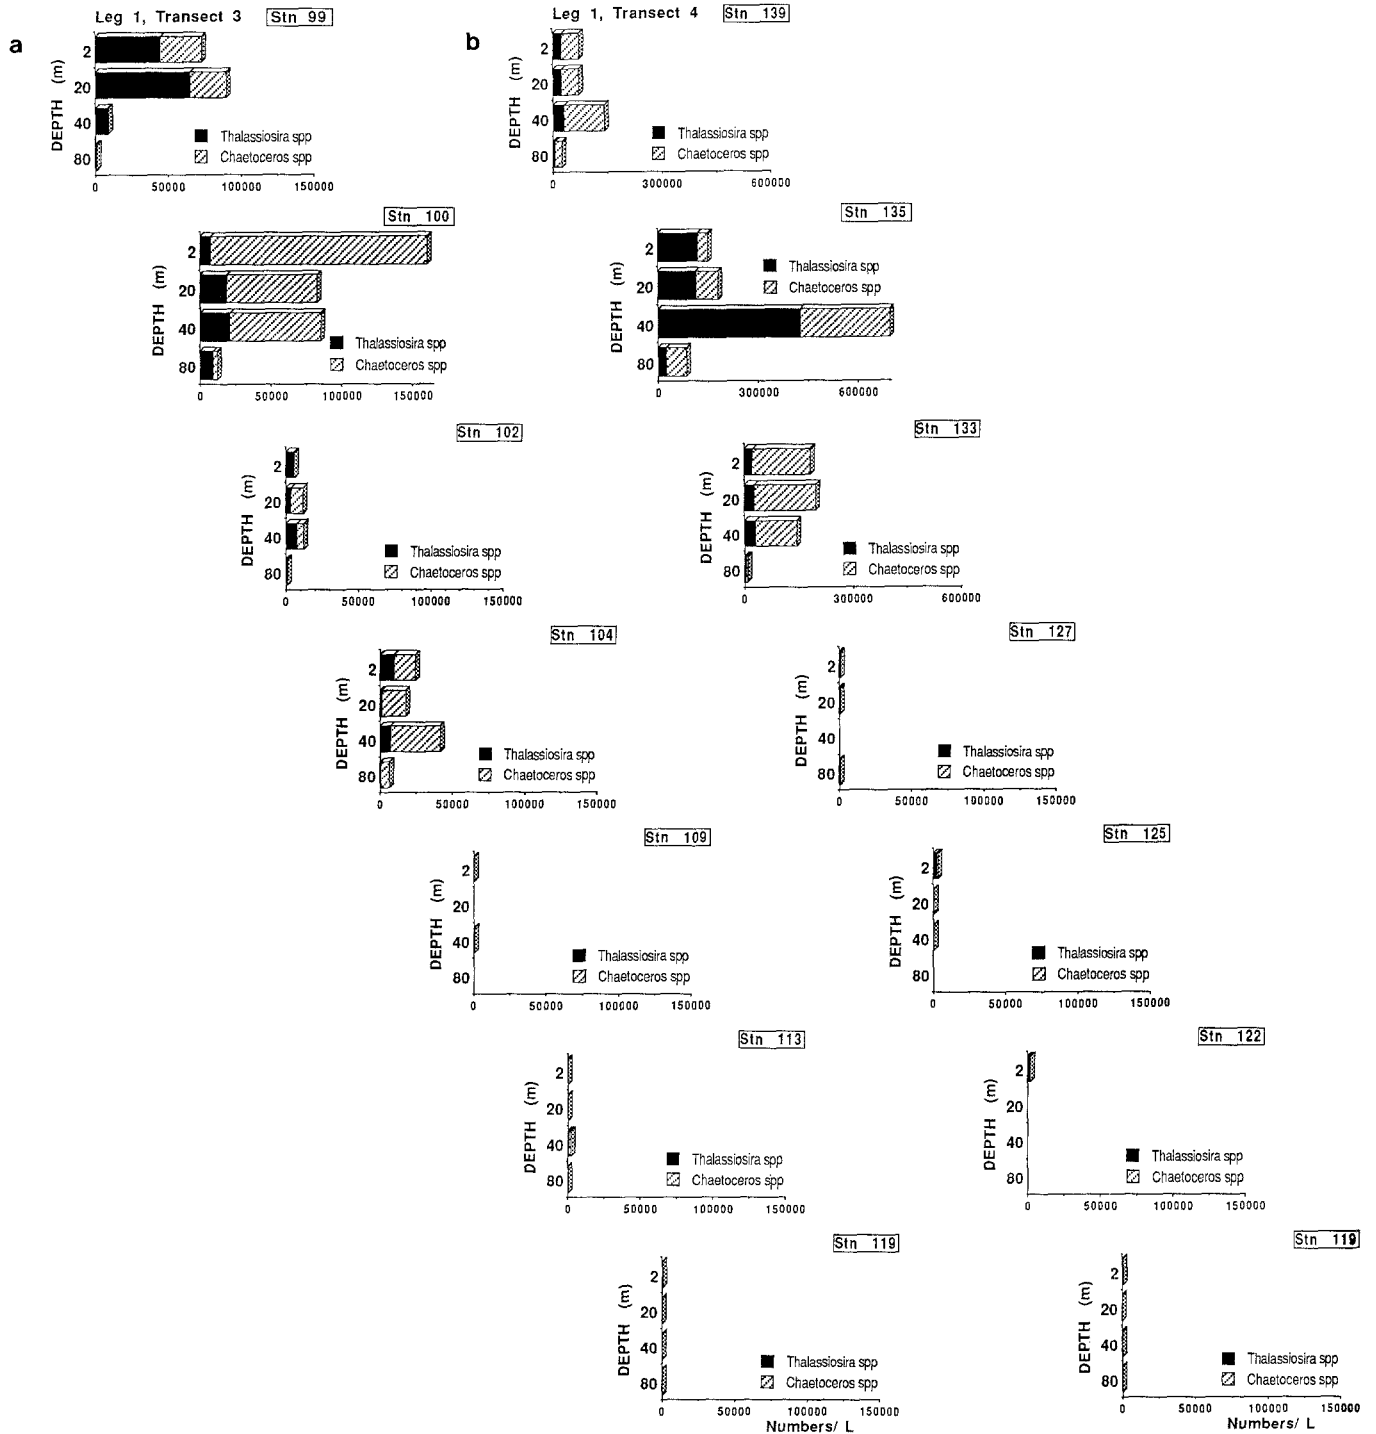 a
Leg 1, Transect 3
Stn 99
DEPTH (m)
2
20
40
80
Thalassiosira spp
Chaetoceros spp
0 50000 100000 150000
Stn 100
DEPTH (m)
2
20
40
80
Thalassiosira spp
Chaetoceros spp
0 50000 100000 150000
Stn 102
DEPTH (m)
2
20
40
80
Thalassiosira spp
Chaetoceros spp
0 50000 100000 150000
Stn 104
DEPTH (m)
2
20
40
80
Thalassiosira spp
Chaetoceros spp
0 50000 100000 150000
Stn 109
DEPTH (m)
2
20
40
80
Thalassiosira spp
Chaetoceros spp
0 50000 100000 150000
Stn 113
DEPTH (m)
2
20
40
80
Thalassiosira spp
Chaetoceros spp
0 50000 100000 150000
Stn 119
DEPTH (m)
2
20
40
80
Thalassiosira spp
Chaetoceros spp
0 50000 100000 150000
Numbers/ L
b
Leg 1, Transect 4
Stn 139
DEPTH (m)
2
20
40
80
Thalassiosira spp
Chaetoceros spp
0 300000 600000
Stn 135
DEPTH (m)
2
20
40
80
Thalassiosira spp
Chaetoceros spp
0 300000 600000
Stn 133
DEPTH (m)
2
20
40
80
Thalassiosira spp
Chaetoceros spp
0 300000 600000
Stn 127
DEPTH (m)
2
20
40
80
Thalassiosira spp
Chaetoceros spp
0 50000 100000 150000
Stn 125
DEPTH (m)
2
20
40
80
Thalassiosira spp
Chaetoceros spp
0 50000 100000 150000
Stn 122
DEPTH (m)
2
20
40
80
Thalassiosira spp
Chaetoceros spp
0 50000 100000 150000
Stn 119
DEPTH (m)
2
20
40
80
Thalassiosira spp
Chaetoceros spp
0 50000 100000 150000
Numbers/ L